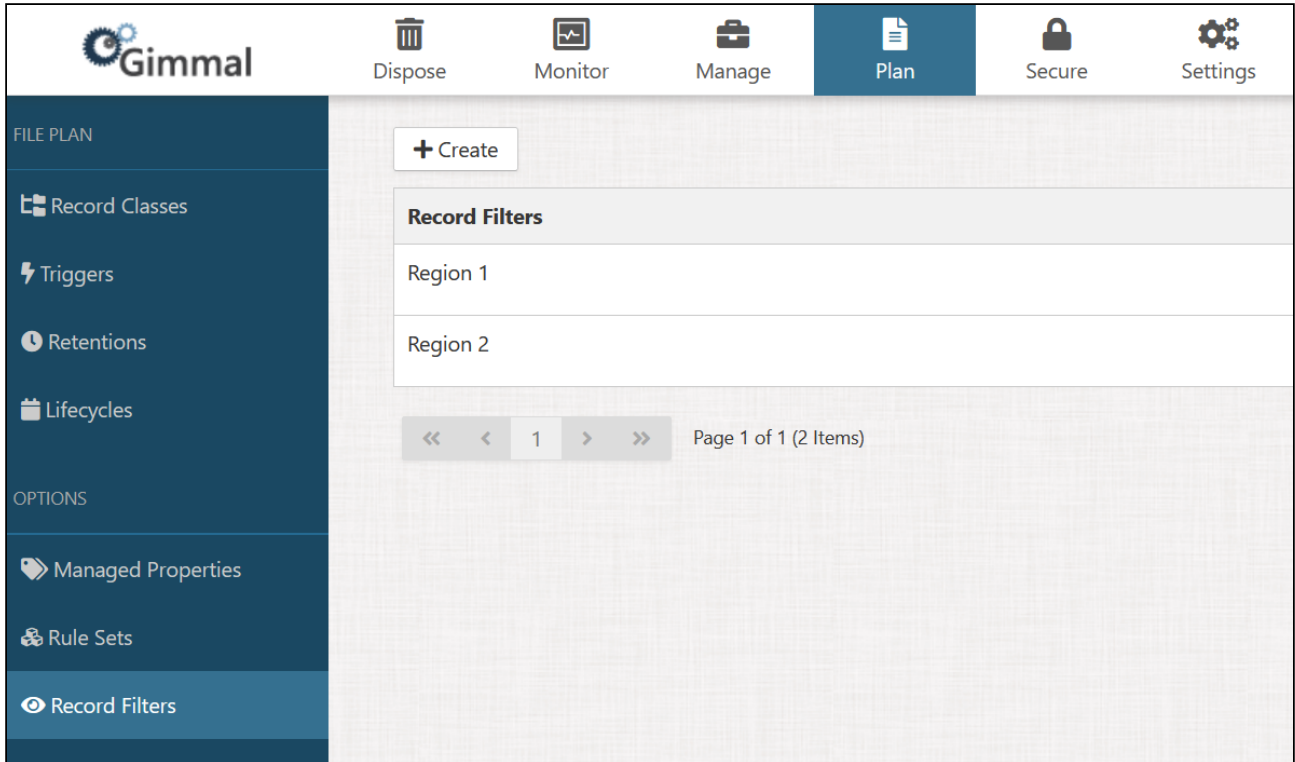 Gimmal
Dispose
Monitor
Manage
Plan
Secure
Settings
FILE PLAN
Record Classes
Triggers
Retentions
Lifecycles
OPTIONS
Managed Properties
Rule Sets
Record Filters
+ Create
Record Filters
Region 1
Region 2
« < 1 > » Page 1 of 1 (2 Items)